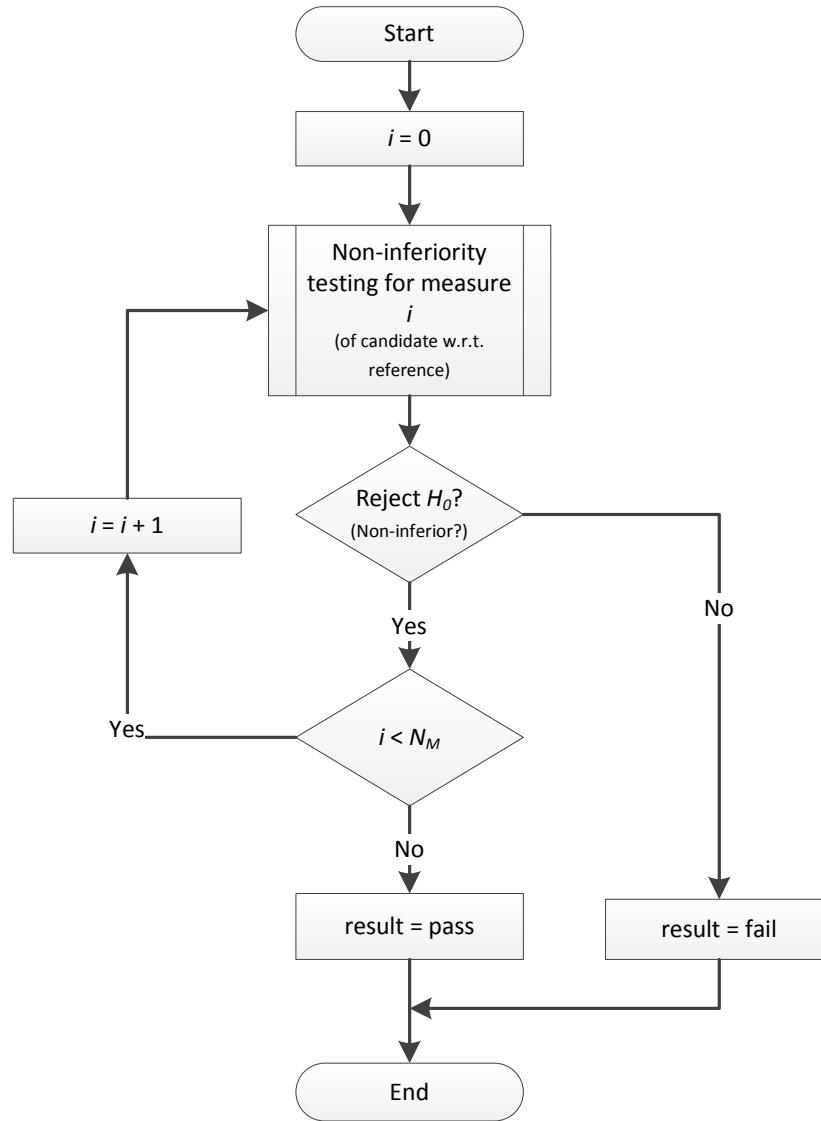 Start
i = 0
Non-inferiority
testing for measure
i
(of candidate w.r.t.
reference)
Reject H₀?
(Non-inferior?)
i = i + 1
No
Yes
Yes
i < N_M
No
result = pass
result = fail
End